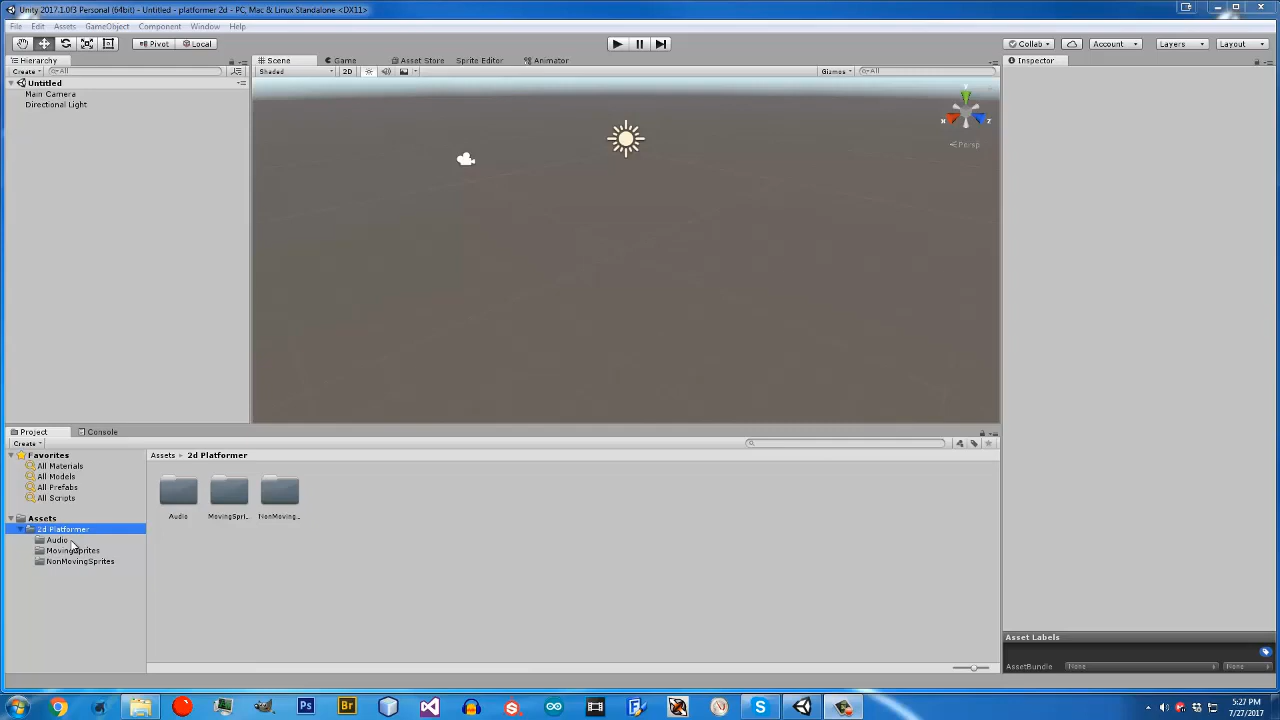 Unity 2017.1.0f3 Personal (64bit) - Untitled - platformer 2d - PC, Mac & Linux Standalone <DX11>
File Edit Assets GameObject Component Window Help
Pivot Local Collab Account Layers Layout
Hierarchy Scene Game Asset Store Sprite Editor Animator Inspector
Create All Shaded 2D Gizmos All
Untitled
Main Camera
Directional Light
y
x z
Persp
Project Console
Create
Favorites
All Materials
All Models
All Prefabs
All Scripts
Assets
2d Platformer
Audio
MovingSprites
NonMovingSprites
Assets 2d Platformer
Audio MovingSpri... NonMoving...
Asset Labels
AssetBundle None None
Ps Br
5:27 PM
7/27/2017